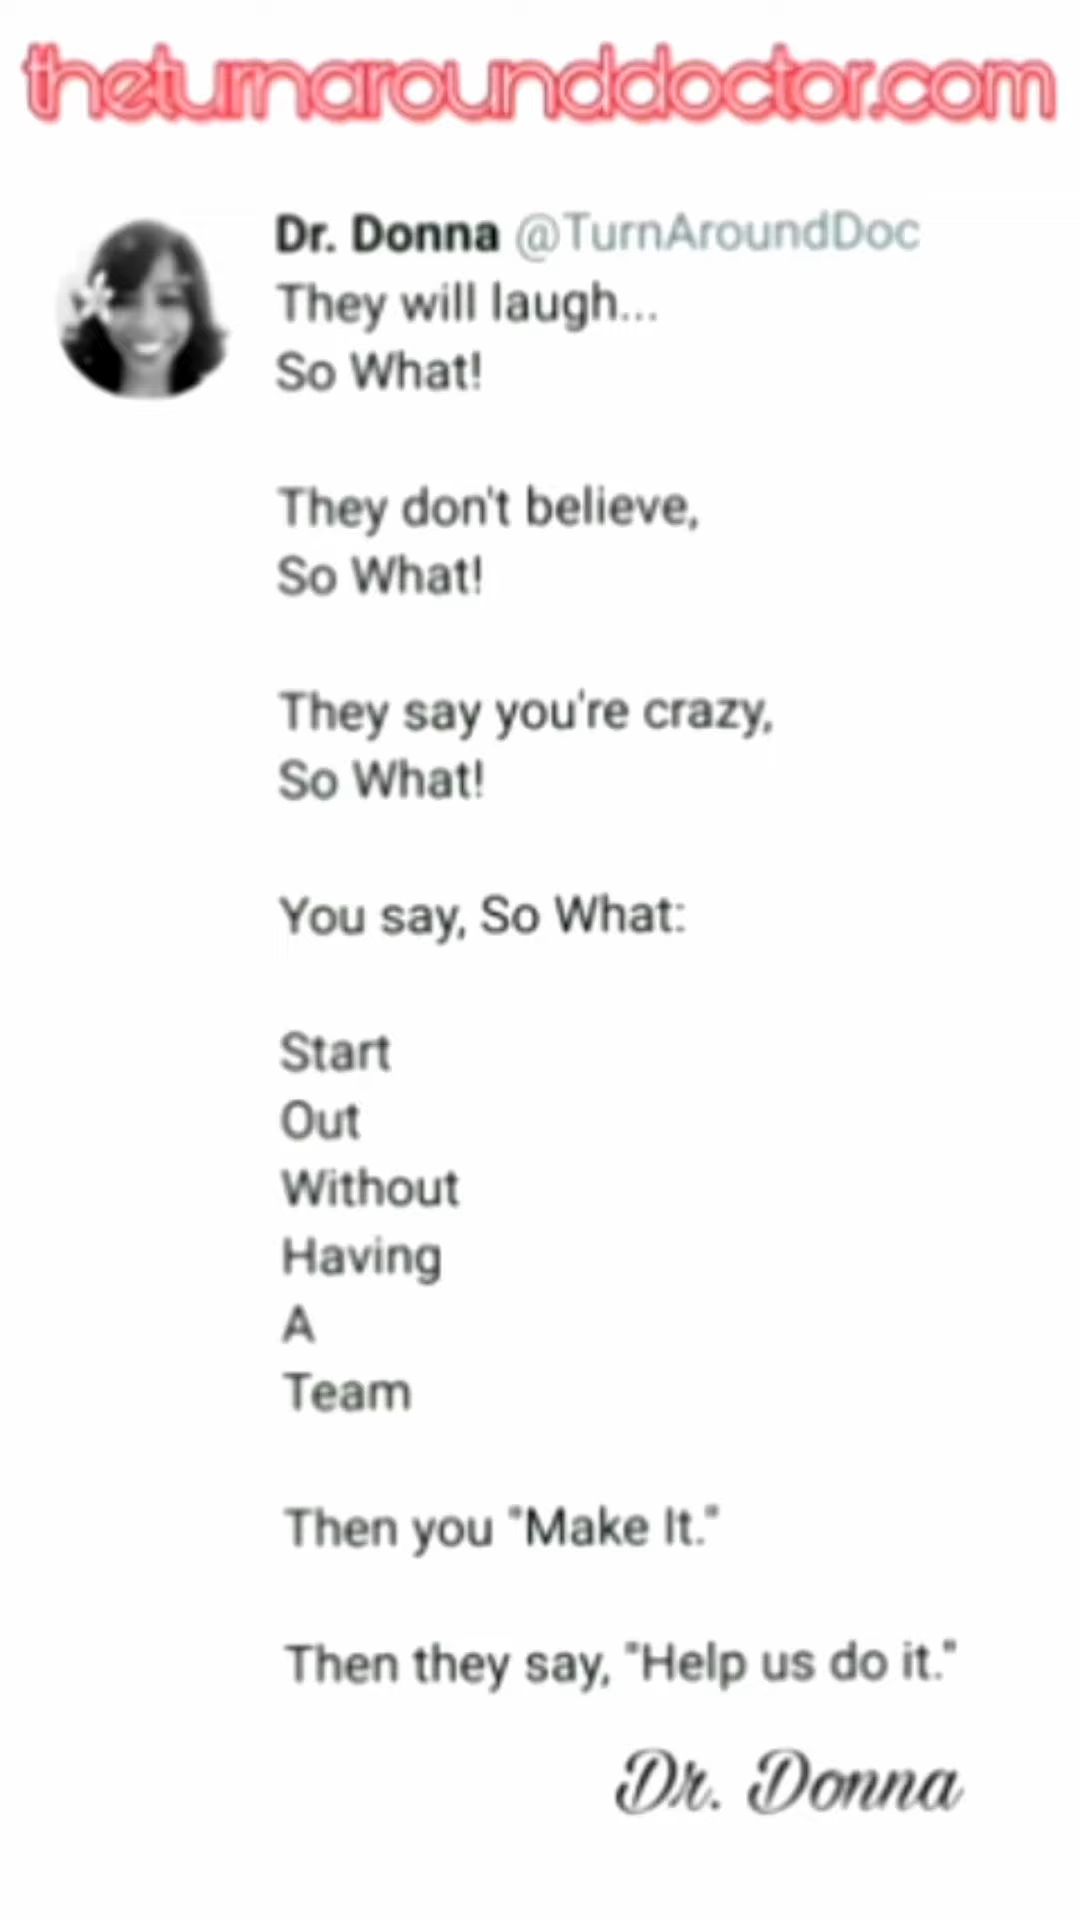 theturnarounddoctor.com
Dr. Donna @TurnAroundDoc
They will laugh...
So What!
They don't believe,
So What!
They say you're crazy,
So What!
You say, So What:
Start
Out
Without
Having
A
Team
Then you "Make It."
Then they say, "Help us do it."
Dr. Donna